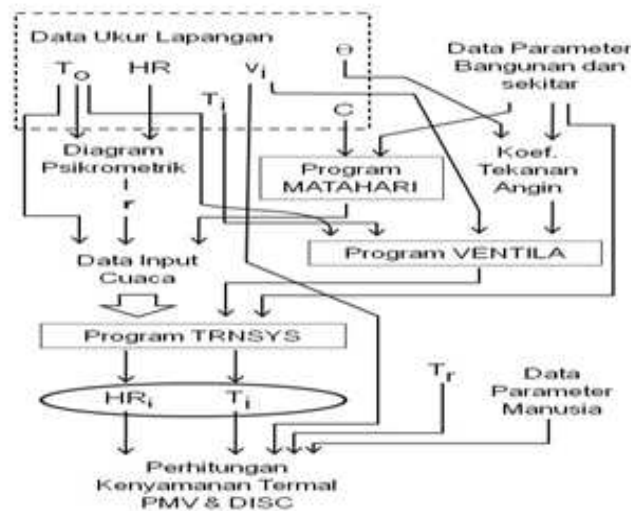 Data Ukur Lapangan
To HR vi Θ
Ti
C
Data Parameter
Bangunan dan
sekitar
Diagram
Psikrometrik
r
Program
MATAHARI
Koef.
Tekanan
Angin
Data Input
Cuaca
Program VENTILA
Program TRNSYS
HRi Ti
Tr
Data
Parameter
Manusia
Perhitungan
Kenyamanan Termal
PMV & DISC